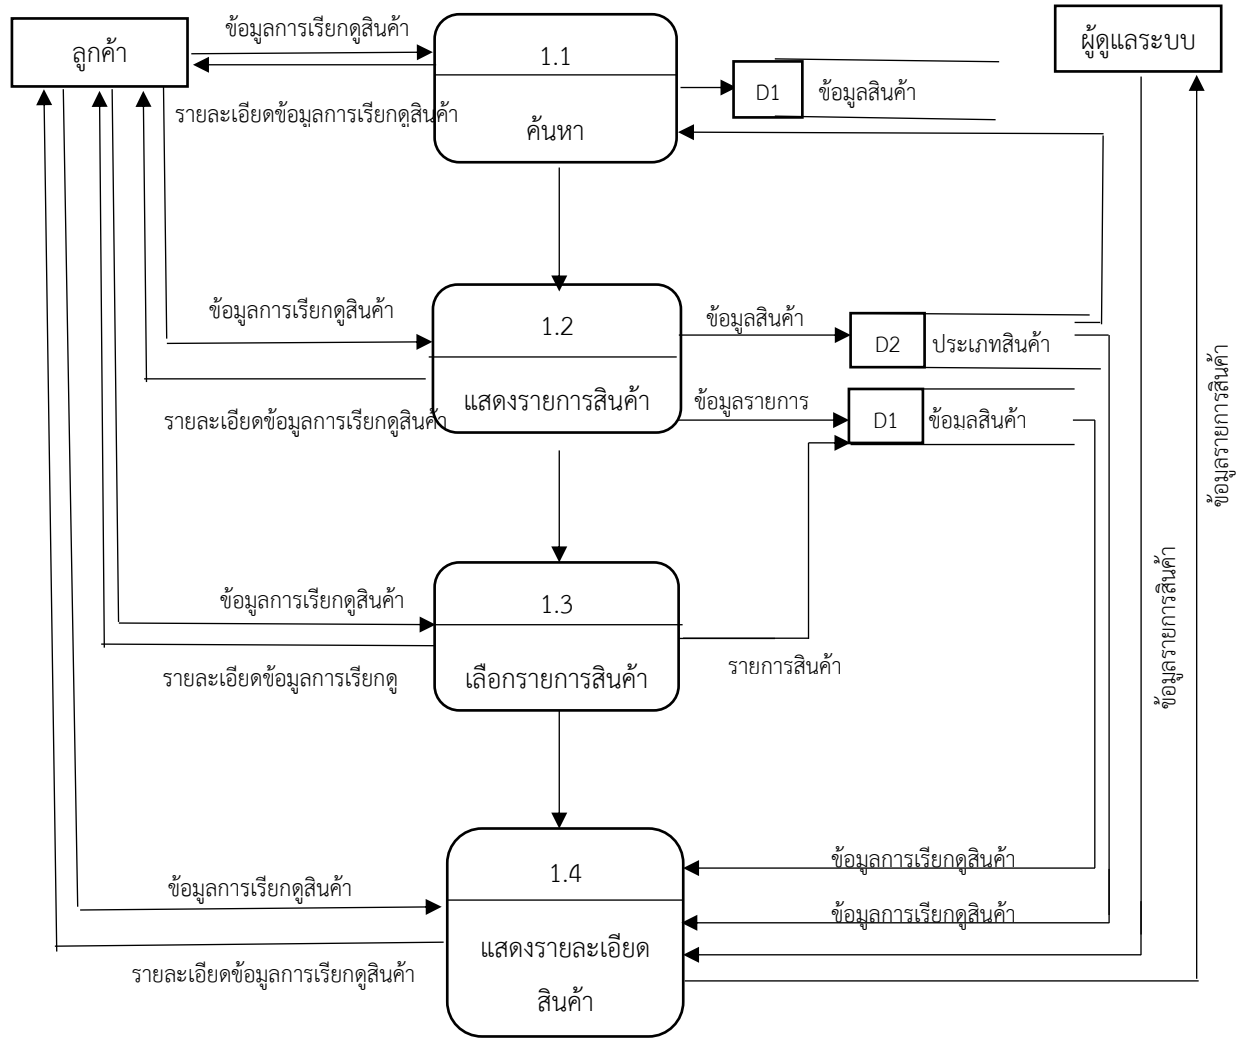 ข้อมูลการเรียกดูสินค้า
ลูกค้า
1.1
ผู้ดูแลระบบ
D1
ข้อมูลสินค้า
รายละเอียดข้อมูลการเรียกดูสินค้า
ค้นหา
ข้อมูลการเรียกดูสินค้า
1.2
ข้อมูลสินค้า
D2
ประเภทสินค้า
แสดงรายการสินค้า
ข้อมูลรายการ
รายละเอียดข้อมูลการเรียกดูสินค้า
D1
ข้อมลสินค้า
ข้อมูลรายการสินค้า
ข้อมูลการเรียกดูสินค้า
1.3
ข้อมูลรายการสินค้า
รายละเอียดข้อมูลการเรียกดู
เลือกรายการสินค้า
รายการสินค้า
ข้อมูลการเรียกดูสินค้า
1.4
ข้อมูลการเรียกดูสินค้า
ข้อมูลการเรียกดูสินค้า
แสดงรายละเอียด
สินค้า
รายละเอียดข้อมูลการเรียกดูสินค้า